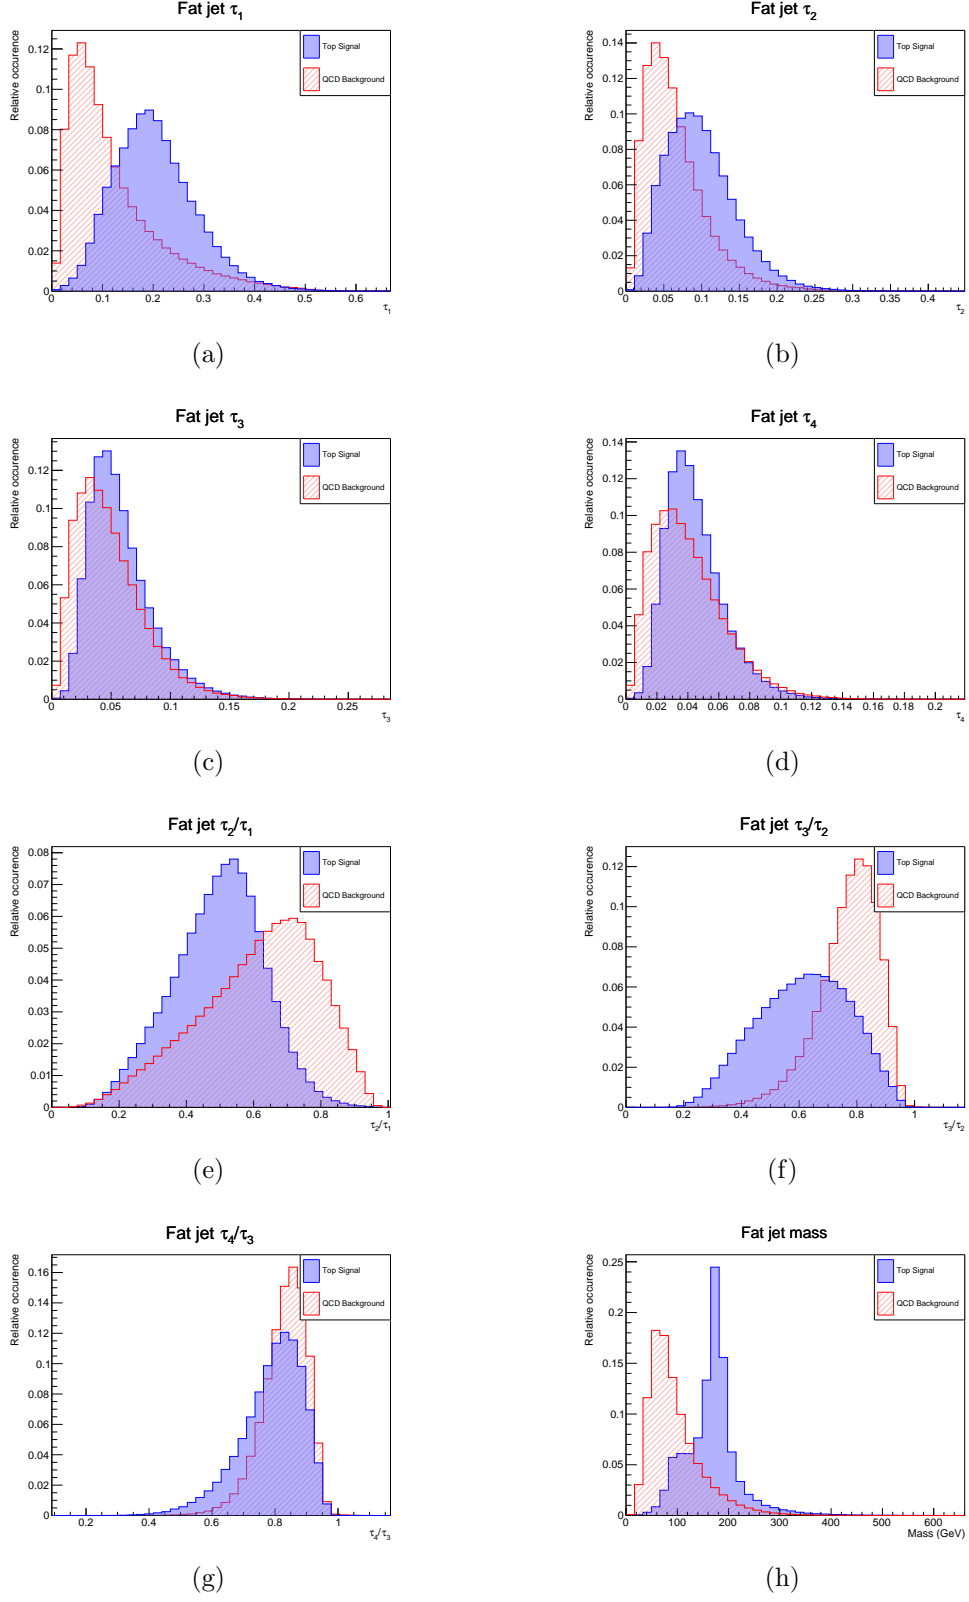 Fat jet τ1
Relative occurence
Top Signal
QCD Background
0.12
0.1
0.08
0.06
0.04
0.02
0
0 0.1 0.2 0.3 0.4 0.5 0.6
τ1
(a)
Fat jet τ2
Relative occurence
Top Signal
QCD Background
0.14
0.12
0.1
0.08
0.06
0.04
0.02
0
0 0.05 0.1 0.15 0.2 0.25 0.3 0.35 0.4
τ2
(b)
Fat jet τ3
Relative occurence
Top Signal
QCD Background
0.12
0.1
0.08
0.06
0.04
0.02
0
0 0.05 0.1 0.15 0.2 0.25
τ3
(c)
Fat jet τ4
Relative occurence
Top Signal
QCD Background
0.14
0.12
0.1
0.08
0.06
0.04
0.02
0
0 0.02 0.04 0.06 0.08 0.1 0.12 0.14 0.16 0.18 0.2
τ4
(d)
Fat jet τ2/τ1
Relative occurence
Top Signal
QCD Background
0.08
0.07
0.06
0.05
0.04
0.03
0.02
0.01
0
0 0.2 0.4 0.6 0.8 1
τ2/τ1
(e)
Fat jet τ3/τ2
Relative occurence
Top Signal
QCD Background
0.12
0.1
0.08
0.06
0.04
0.02
0
0 0.2 0.4 0.6 0.8 1
τ3/τ2
(f)
Fat jet τ4/τ3
Relative occurence
Top Signal
QCD Background
0.16
0.14
0.12
0.1
0.08
0.06
0.04
0.02
0
0.2 0.4 0.6 0.8 1
τ4/τ3
(g)
Fat jet mass
Relative occurence
Top Signal
QCD Background
0.25
0.2
0.15
0.1
0.05
0
0 100 200 300 400 500 600
Mass (GeV)
(h)